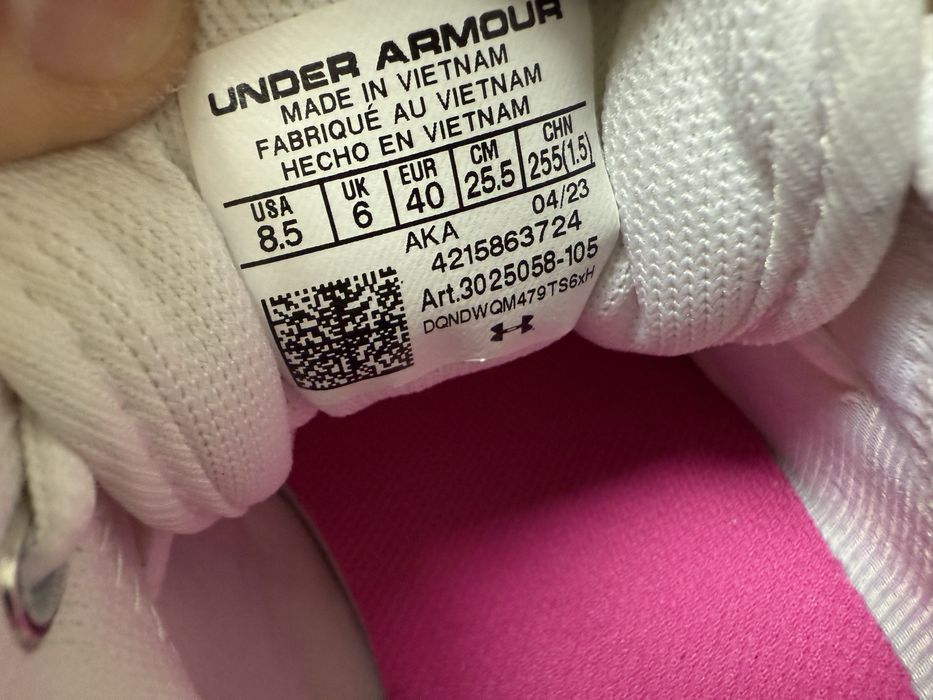 UNDER ARMOUR
MADE IN VIETNAM
FABRIQUÉ AU VIETNAM
HECHO EN VIETNAM
USA UK EUR CM CHN
8.5 6 40 25.5 255(1.5)
AKA 04/23
4215863724
Art.3025058-105
DQNDWQM479TS6xH